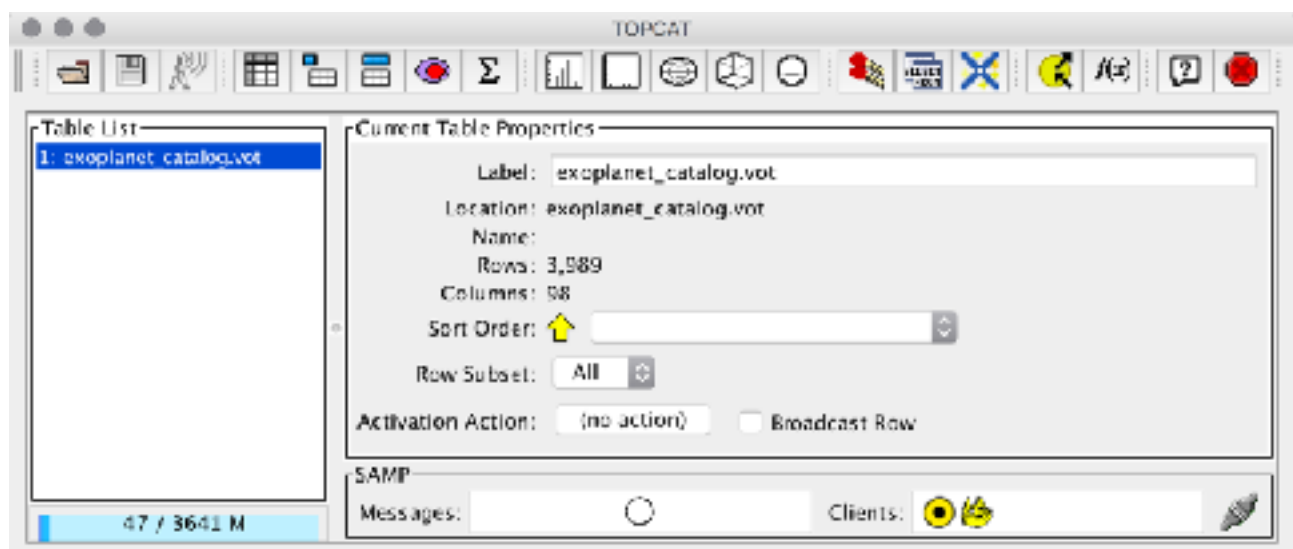 TOPCAT
Σ
f(x)
?
Table List
1: exoplanet_catalog.vot
47 / 3641 M
Current Table Properties
Label: exoplanet_catalog.vot
Location: exoplanet_catalog.vot
Name:
Rows: 3,989
Columns: 98
Sort Order:
Row Subset: All
Activation Action: (no action) Broadcast Row
SAMP
Messages: Clients: